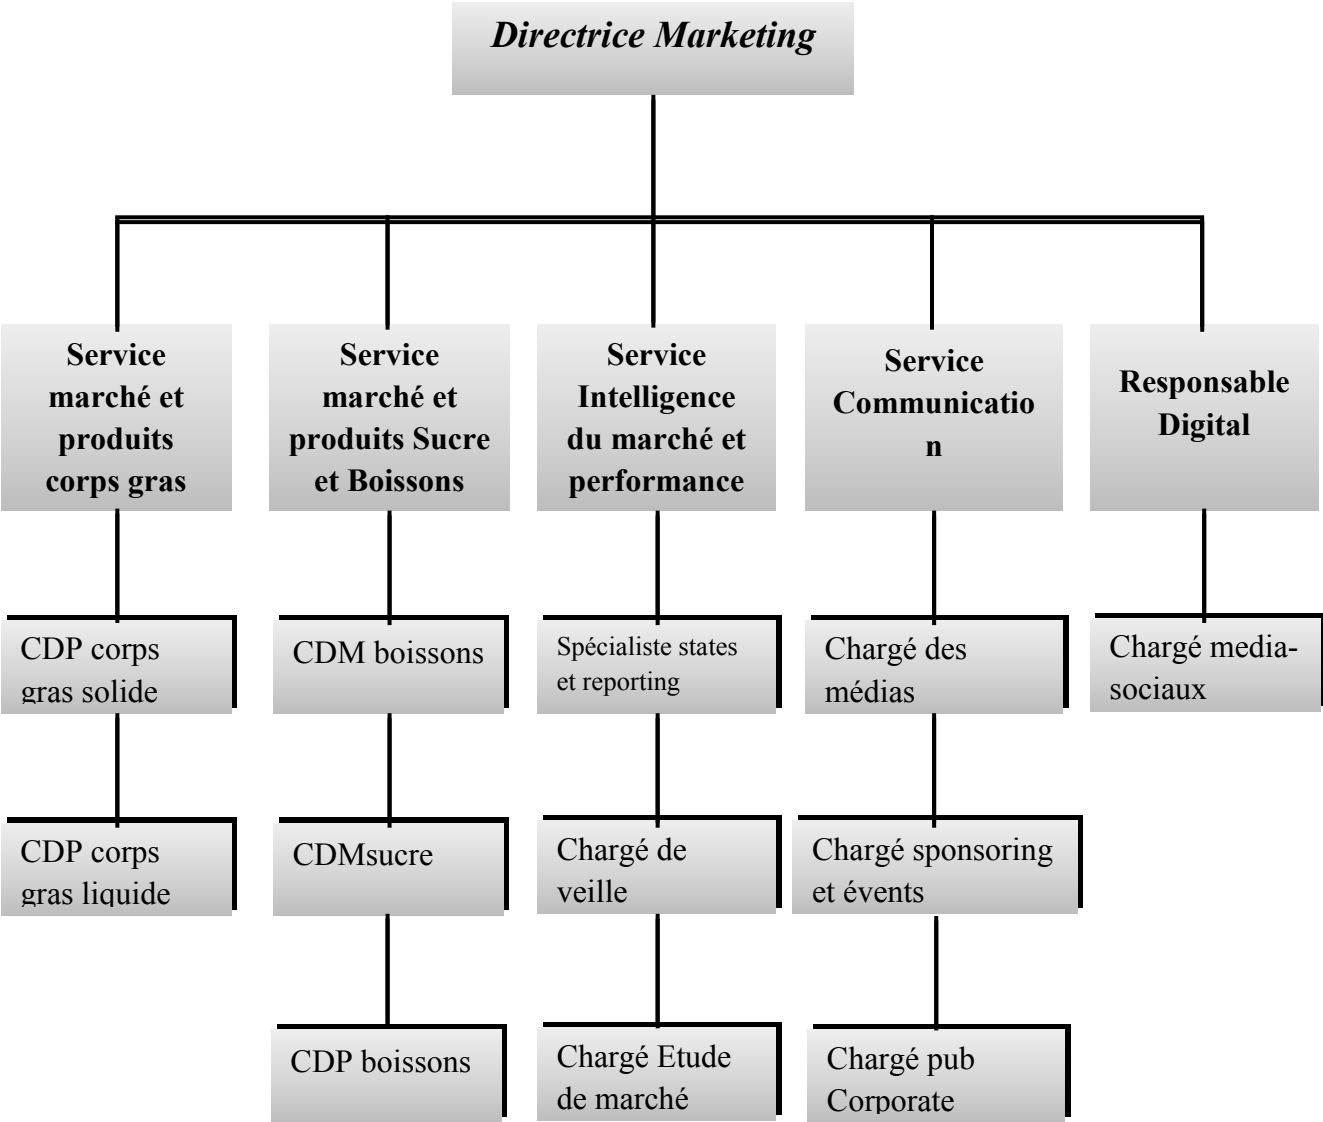 Directrice Marketing
Service
marché et
produits
corps gras
Service
marché et
produits Sucre
et Boissons
Service
Intelligence
du marché et
performance
Service
Communicatio
n
Responsable
Digital
CDP corps
gras solide
CDM boissons
Spécialiste states
et reporting
Chargé des
médias
Chargé media-
sociaux
CDP corps
gras liquide
CDMsucre
Chargé de
veille
Chargé sponsoring
et évents
CDP boissons
Chargé Etude
de marché
Chargé pub
Corporate